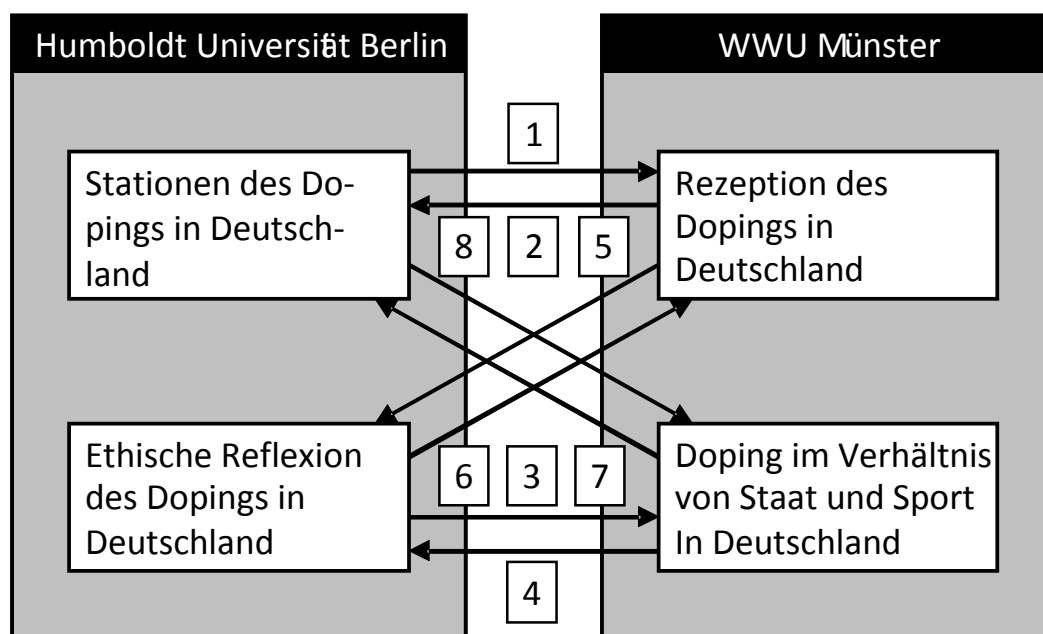 Humboldt Universität Berlin
WWU Münster
1
Stationen des Do-
pings in Deutsch-
land
Rezeption des
Dopings in
Deutschland
8
2
5
Ethische Reflexion
des Dopings in
Deutschland
6
3
7
Doping im Verhältnis
von Staat und Sport
In Deutschland
4